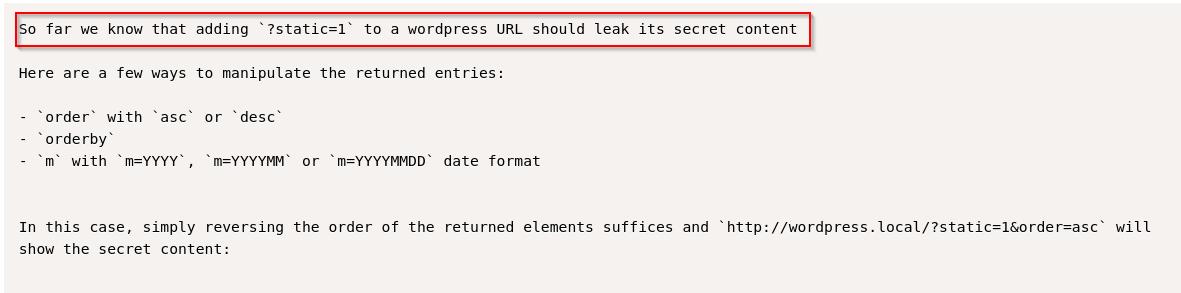 So far we know that adding `?static=1` to a wordpress URL should leak its secret content
Here are a few ways to manipulate the returned entries:
- `order` with `asc` or `desc`
- `orderby`
- `m` with `m=YYYY`, `m=YYYYMM` or `m=YYYYMMDD` date format
In this case, simply reversing the order of the returned elements suffices and `http://wordpress.local/?static=1&order=asc` will
show the secret content: